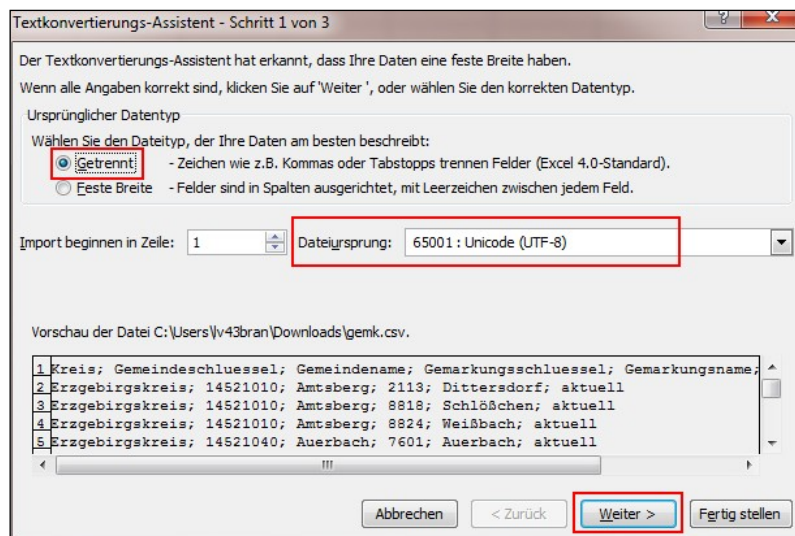 Textkonvertierungs-Assistent - Schritt 1 von 3
Der Textkonvertierungs-Assistent hat erkannt, dass Ihre Daten eine feste Breite haben.
Wenn alle Angaben korrekt sind, klicken Sie auf 'Weiter ', oder wählen Sie den korrekten Datentyp.
Ursprünglicher Datentyp
Wählen Sie den Dateityp, der Ihre Daten am besten beschreibt:
Getrennt - Zeichen wie z.B. Kommas oder Tabstopps trennen Felder (Excel 4.0-Standard).
Feste Breite - Felder sind in Spalten ausgerichtet, mit Leerzeichen zwischen jedem Feld.
Import beginnen in Zeile: 1 Dateiursprung: 65001 : Unicode (UTF-8)
Vorschau der Datei C:\Users\lv43bran\Downloads\gemk.csv.
1 Kreis; Gemeindeschluessel; Gemeindename; Gemarkungsschluessel; Gemarkungsname;
2 Erzgebirgskreis; 14521010; Amtsberg; 2113; Dittersdorf; aktuell
3 Erzgebirgskreis; 14521010; Amtsberg; 8818; Schlößchen; aktuell
4 Erzgebirgskreis; 14521010; Amtsberg; 8824; Weißbach; aktuell
5 Erzgebirgskreis; 14521040; Auerbach; 7601; Auerbach; aktuell
Abbrechen < Zurück Weiter > Fertig stellen